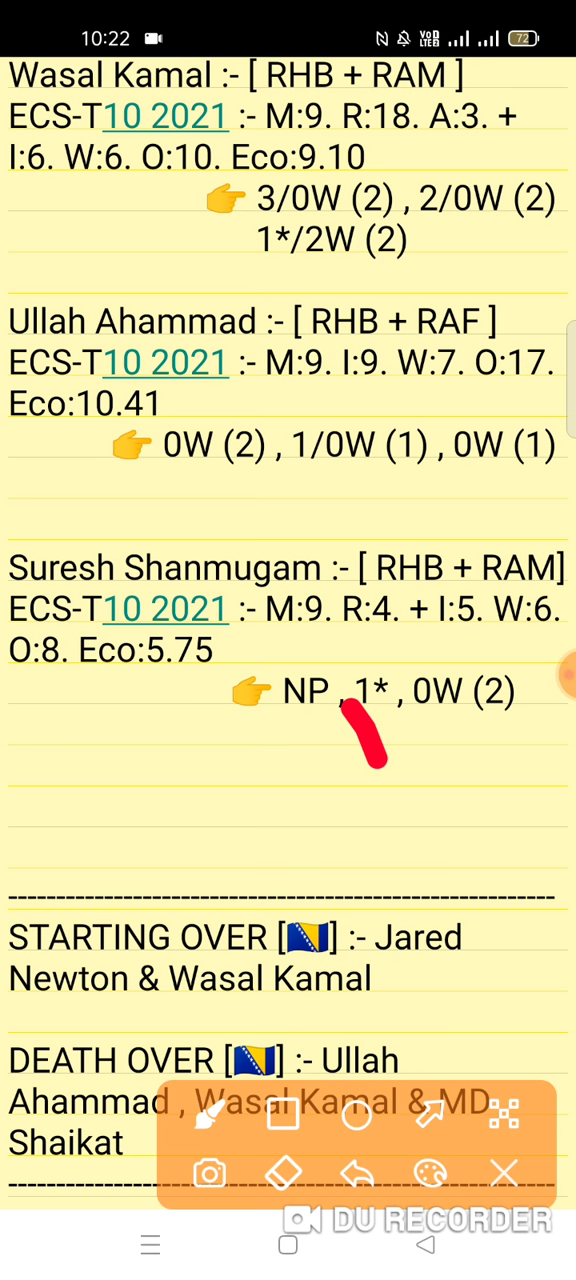 10:22
VoD
LTE2
72
Wasal Kamal :- [ RHB + RAM ]
ECS-T10 2021 :- M:9. R:18. A:3. +
I:6. W:6. O:10. Eco:9.10
👉 3/0W (2) , 2/0W (2)
1*/2W (2)
Ullah Ahammad :- [ RHB + RAF ]
ECS-T10 2021 :- M:9. I:9. W:7. O:17.
Eco:10.41
👉 0W (2) , 1/0W (1) , 0W (1)
Suresh Shanmugam :- [ RHB + RAM]
ECS-T10 2021 :- M:9. R:4. + I:5. W:6.
O:8. Eco:5.75
👉 NP , 1* , 0W (2)
-------------------------------------------------------
STARTING OVER [🇧🇦] :- Jared
Newton & Wasal Kamal
DEATH OVER [🇧🇦] :- Ullah
Ahammad , Wasal Kamal & MD
Shaikat
-------------------------------------------------------
DU RECORDER